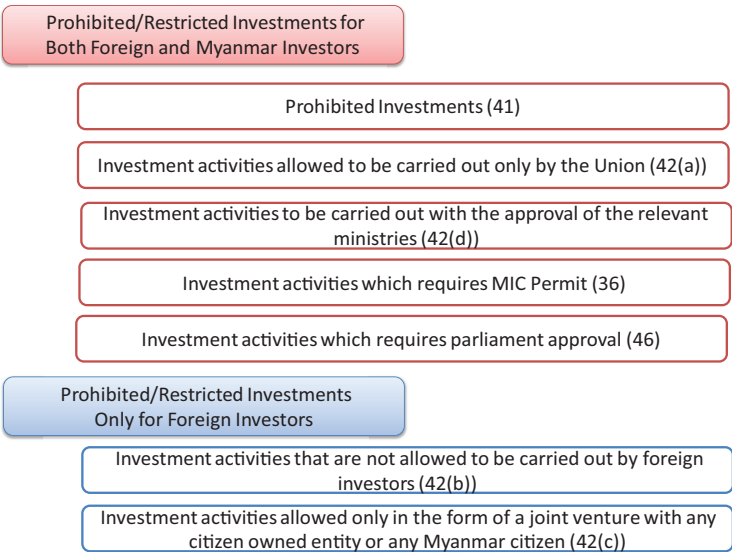 Prohibited/Restricted Investments for
Both Foreign and Myanmar Investors
Prohibited Investments (41)
Investment activities allowed to be carried out only by the Union (42(a))
Investment activities to be carried out with the approval of the relevant
ministries (42(d))
Investment activities which requires MIC Permit (36)
Investment activities which requires parliament approval (46)
Prohibited/Restricted Investments
Only for Foreign Investors
Investment activities that are not allowed to be carried out by foreign
investors (42(b))
Investment activities allowed only in the form of a joint venture with any
citizen owned entity or any Myanmar citizen (42(c))